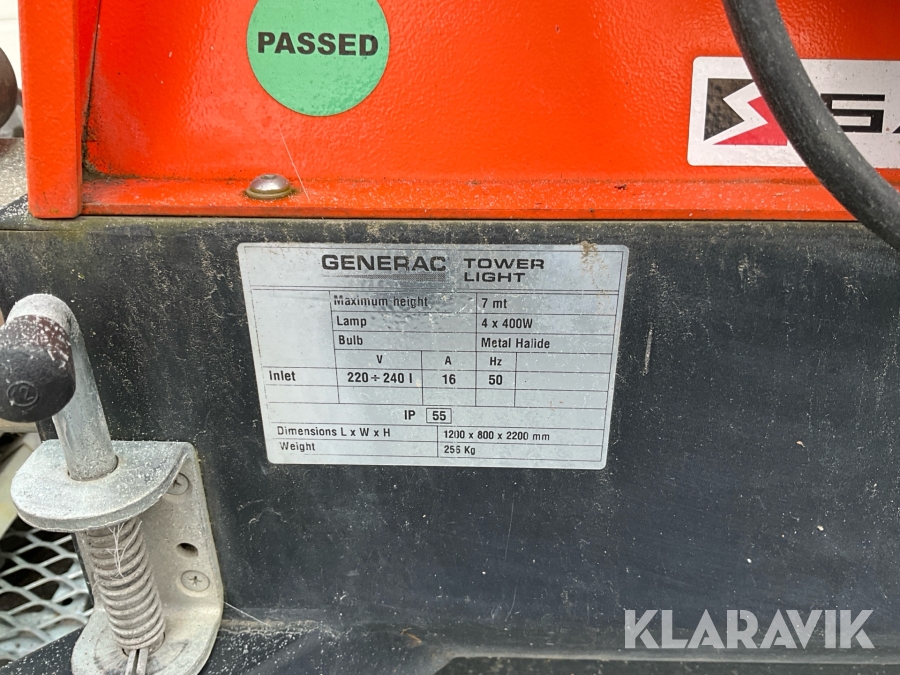 PASSED
S
GENERAC TOWER LIGHT
Maximum height 7 mt
Lamp 4 x 400W
Bulb Metal Halide
V A Hz
Inlet 220 ÷ 240 I 16 50
IP 55
Dimensions L x W x H 1200 x 800 x 2200 mm
Weight 255 Kg
KLARAVIK